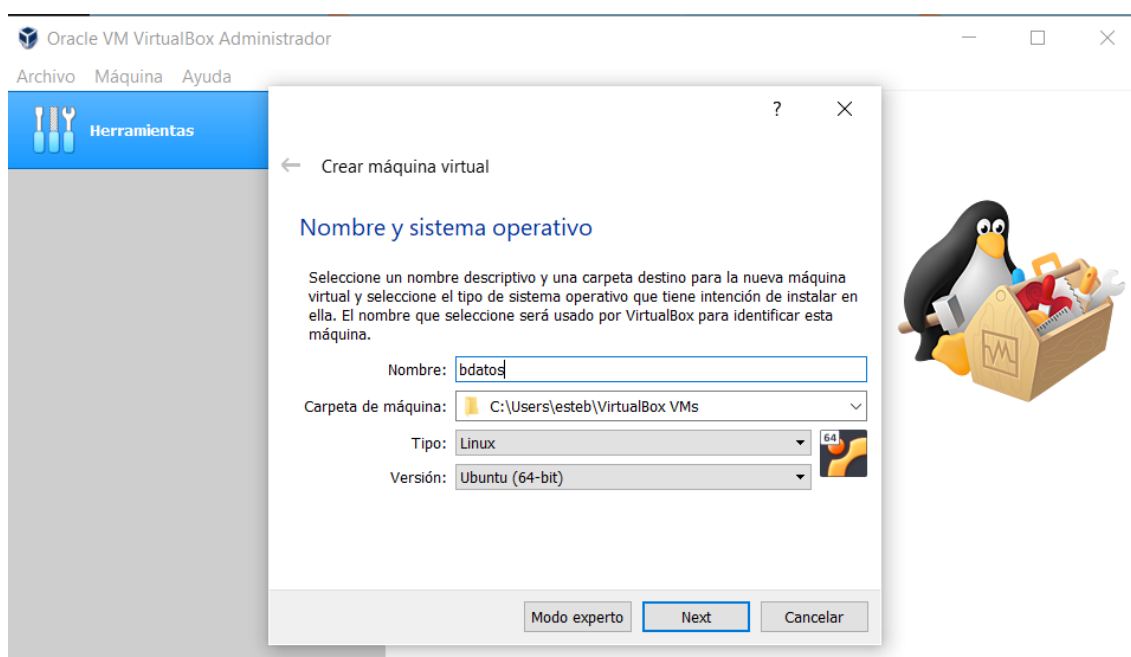 Oracle VM VirtualBox Administrador
Archivo Máquina Ayuda
Herramientas
?
Crear máquina virtual
Nombre y sistema operativo
Seleccione un nombre descriptivo y una carpeta destino para la nueva máquina
virtual y seleccione el tipo de sistema operativo que tiene intención de instalar en
ella. El nombre que seleccione será usado por VirtualBox para identificar esta
máquina.
Nombre: bdatos
Carpeta de máquina: C:\Users\esteb\VirtualBox VMs
Tipo: Linux
64
Versión: Ubuntu (64-bit)
Modo experto Next Cancelar